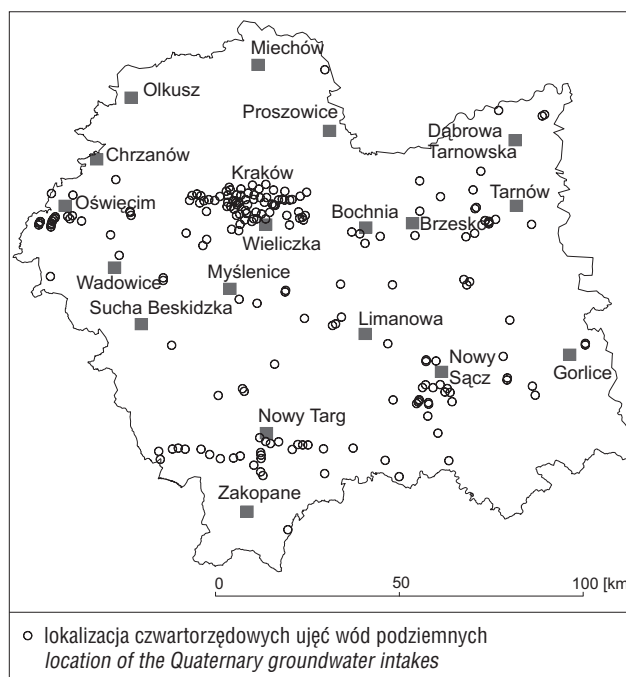 Miechów
Olkusz
Proszowice
Dąbrowa
Tarnowska
Chrzanów
Kraków
Oświęcim
Tarnów
Bochnia
Brzesko
Wieliczka
Wadowice
Myślenice
Sucha Beskidzka
Limanowa
Nowy
Sącz
Gorlice
Nowy Targ
Zakopane
0 50 100 [km
lokalizacja czwartorzędowych ujęć wód podziemnych
location of the Quaternary groundwater intakes